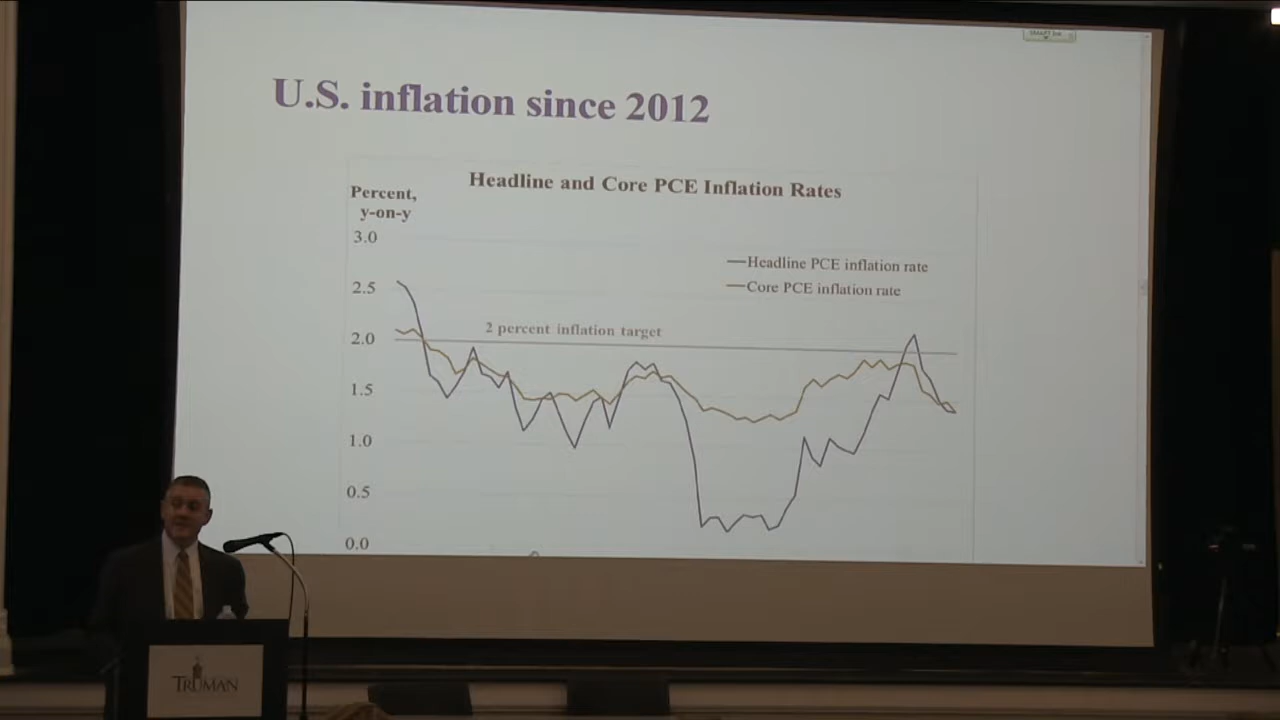 U.S. inflation since 2012
Headline and Core PCE Inflation Rates
Percent,
y-on-y
3.0
2.5
2.0
1.5
1.0
0.5
0.0
Headline PCE inflation rate
Core PCE inflation rate
2 percent inflation target
TRUMAN